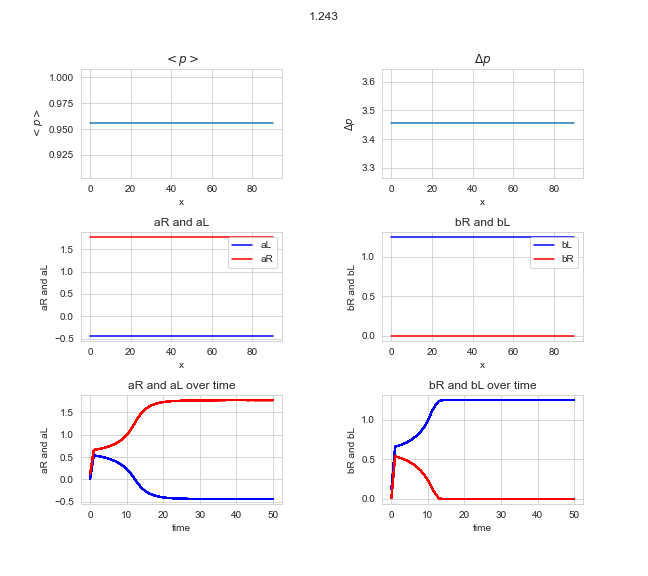 1.243
< p >
1.000
0.975
0.950
0.925
< p >
0 20 40 60 80
x
Δp
3.6
3.5
3.4
3.3
Δp
0 20 40 60 80
x
aR and aL
1.5
1.0
0.5
0.0
−0.5
aR and aL
aL
aR
0 20 40 60 80
x
bR and bL
1.0
0.5
0.0
bR and bL
bL
bR
0 20 40 60 80
x
aR and aL over time
1.5
1.0
0.5
0.0
−0.5
aR and aL
0 10 20 30 40 50
time
bR and bL over time
1.0
0.5
0.0
bR and bL
0 10 20 30 40 50
time